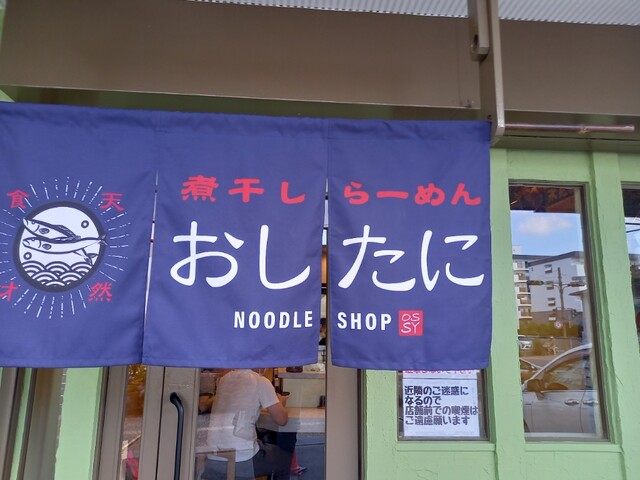 天然
食才
煮干しらーめん
おしたに
NOODLE SHOP
OS
SY
近隣のご迷惑に
なるので
店舗前での喫煙は
ご遠慮願います